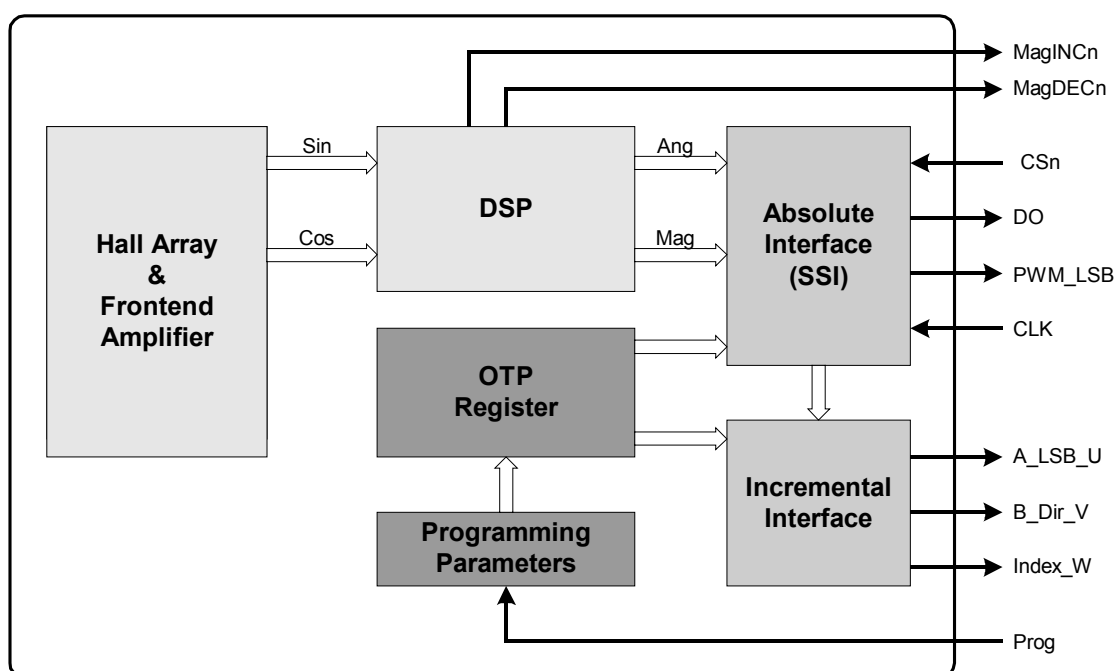 MagINCn
MagDECn
Sin
Cos
Hall Array
&
Frontend
Amplifier
DSP
Ang
Mag
Absolute
Interface
(SSI)
CSn
DO
PWM_LSB
CLK
OTP
Register
Programming
Parameters
Incremental
Interface
A_LSB_U
B_Dir_V
Index_W
Prog